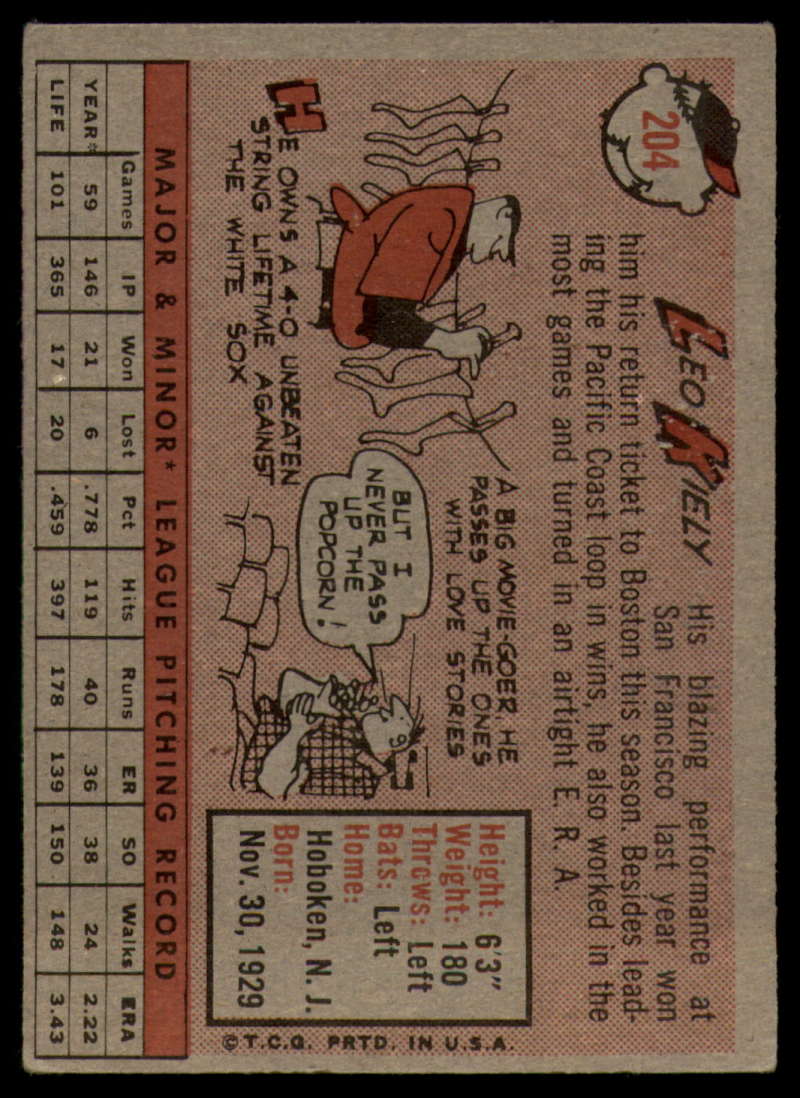 204
LEO KIELY
His blazing performance at
San Francisco last year won
him his return ticket to Boston this season. Besides lead-
ing the Pacific Coast loop in wins, he also worked in the
most games and turned in an airtight E. R. A.
HE OWNS A 4-0 UNBEATEN
STRING LIFETIME AGAINST
THE WHITE SOX
A BIG MOVIE-GOER, HE
PASSES UP THE ONES
WITH LOVE STORIES
BUT I
NEVER PASS
UP THE
POPCORN!
Height: 6'3"
Weight: 180
Throws: Left
Bats: Left
Home:
Hoboken, N. J.
Born:
Nov. 30, 1929
© T.C.G. PRTD. IN U.S.A.
MAJOR & MINOR* LEAGUE PITCHING RECORD
Games IP Won Lost Pct Hits Runs ER SO Walks ERA
YEAR* 59 146 21 6 .778 119 40 36 38 24 2.22
LIFE 101 365 17 20 .459 397 178 139 150 148 3.43